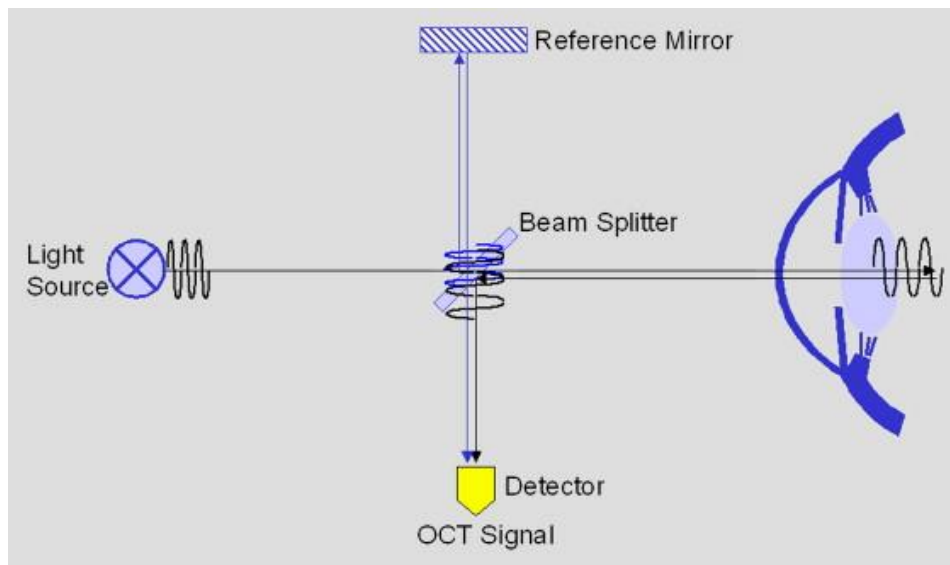 Reference Mirror
Beam Splitter
Light
Source
Detector
OCT Signal